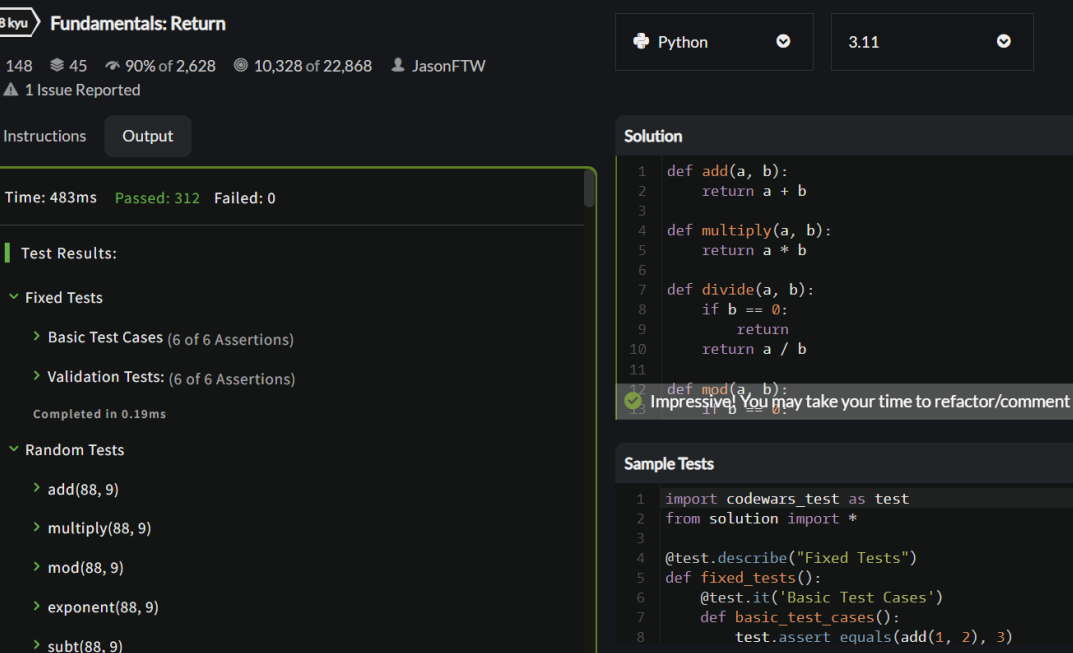 8 kyu Fundamentals: Return
148 45 90% of 2,628 10,328 of 22,868 JasonFTW
1 Issue Reported
Instructions Output
Time: 483ms Passed: 312 Failed: 0
Test Results:
Fixed Tests
Basic Test Cases (6 of 6 Assertions)
Validation Tests: (6 of 6 Assertions)
Completed in 0.19ms
Random Tests
add(88, 9)
multiply(88, 9)
mod(88, 9)
exponent(88, 9)
subt(88, 9)
Python 3.11
Solution
1 def add(a, b):
2     return a + b
3
4 def multiply(a, b):
5     return a * b
6
7 def divide(a, b):
8     if b == 0:
9         return
10     return a / b
11
12 def mod(a, b):
13     if b == 0:
Impressive! You may take your time to refactor/comment
Sample Tests
1 import codewars_test as test
2 from solution import *
3
4 @test.describe("Fixed Tests")
5 def fixed_tests():
6     @test.it('Basic Test Cases')
7     def basic_test_cases():
8         test.assert_equals(add(1, 2), 3)